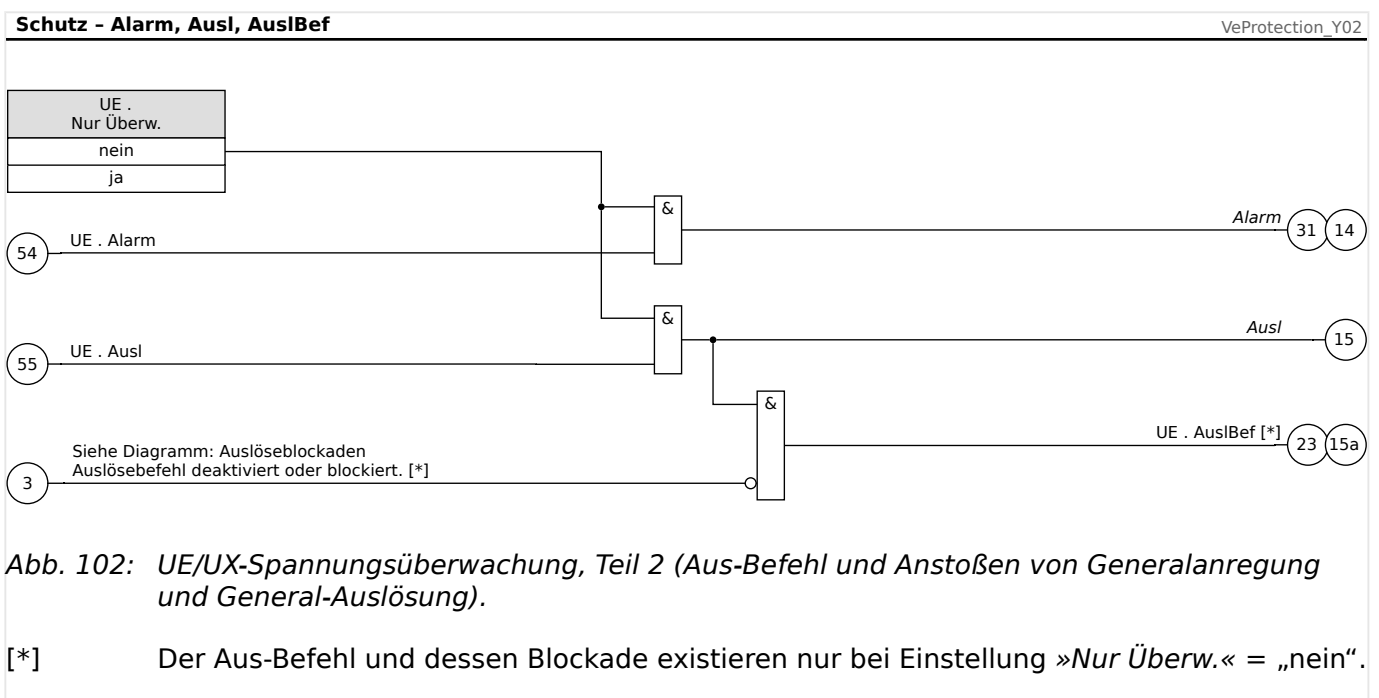 Schutz – Alarm, Ausl, AuslBef
VeProtection_Y02
UE .
Nur Überw.
nein
ja
&
Alarm
31
14
54
UE . Alarm
&
Ausl
15
55
UE . Ausl
&
UE . AuslBef [*]
23
15a
Siehe Diagramm: Auslöseblockaden
Auslösebefehl deaktiviert oder blockiert. [*]
3
Abb. 102: UE/UX-Spannungsüberwachung, Teil 2 (Aus-Befehl und Anstoßen von Generalanregung
und General-Auslösung).
[*] Der Aus-Befehl und dessen Blockade existieren nur bei Einstellung »Nur Überw.« = „nein“.